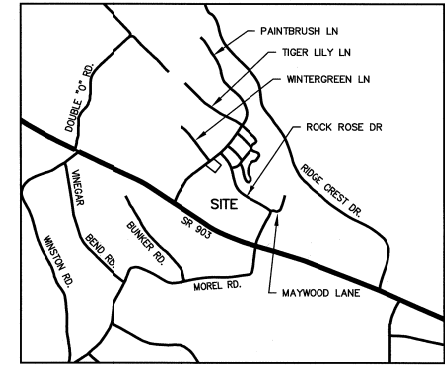 PAINTBRUSH LN
TIGER LILY LN
WINTERGREEN LN
DOUBLE "O" RD.
ROCK ROSE DR
RIDGE CREST DR.
SITE
VINEGAR
BEND RD.
BUNKER RD.
SR 903
WINSTON RD.
MOREL RD.
MAYWOOD LANE